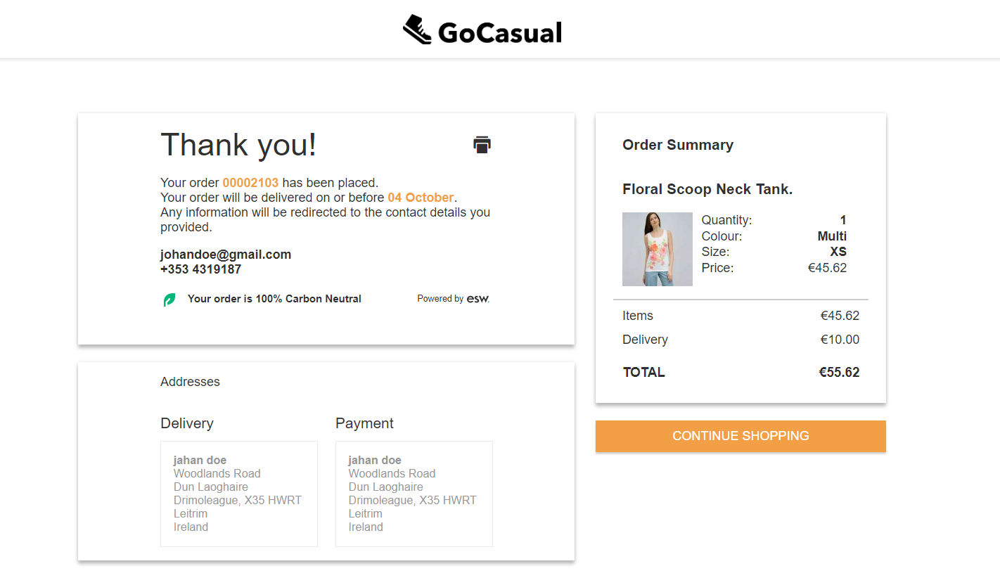 GoCasual
Thank you!
Your order 00002103 has been placed.
Your order will be delivered on or before 04 October.
Any information will be redirected to the contact details you
provided.
johandoe@gmail.com
+353 4319187
Your order is 100% Carbon Neutral
Powered by esw.
Addresses
Delivery
jahan doe
Woodlands Road
Dun Laoghaire
Drimoleague, X35 HWRT
Leitrim
Ireland
Payment
jahan doe
Woodlands Road
Dun Laoghaire
Drimoleague, X35 HWRT
Leitrim
Ireland
Order Summary
Floral Scoop Neck Tank.
Quantity: 1
Colour: Multi
Size: XS
Price: €45.62
Items €45.62
Delivery €10.00
TOTAL €55.62
CONTINUE SHOPPING